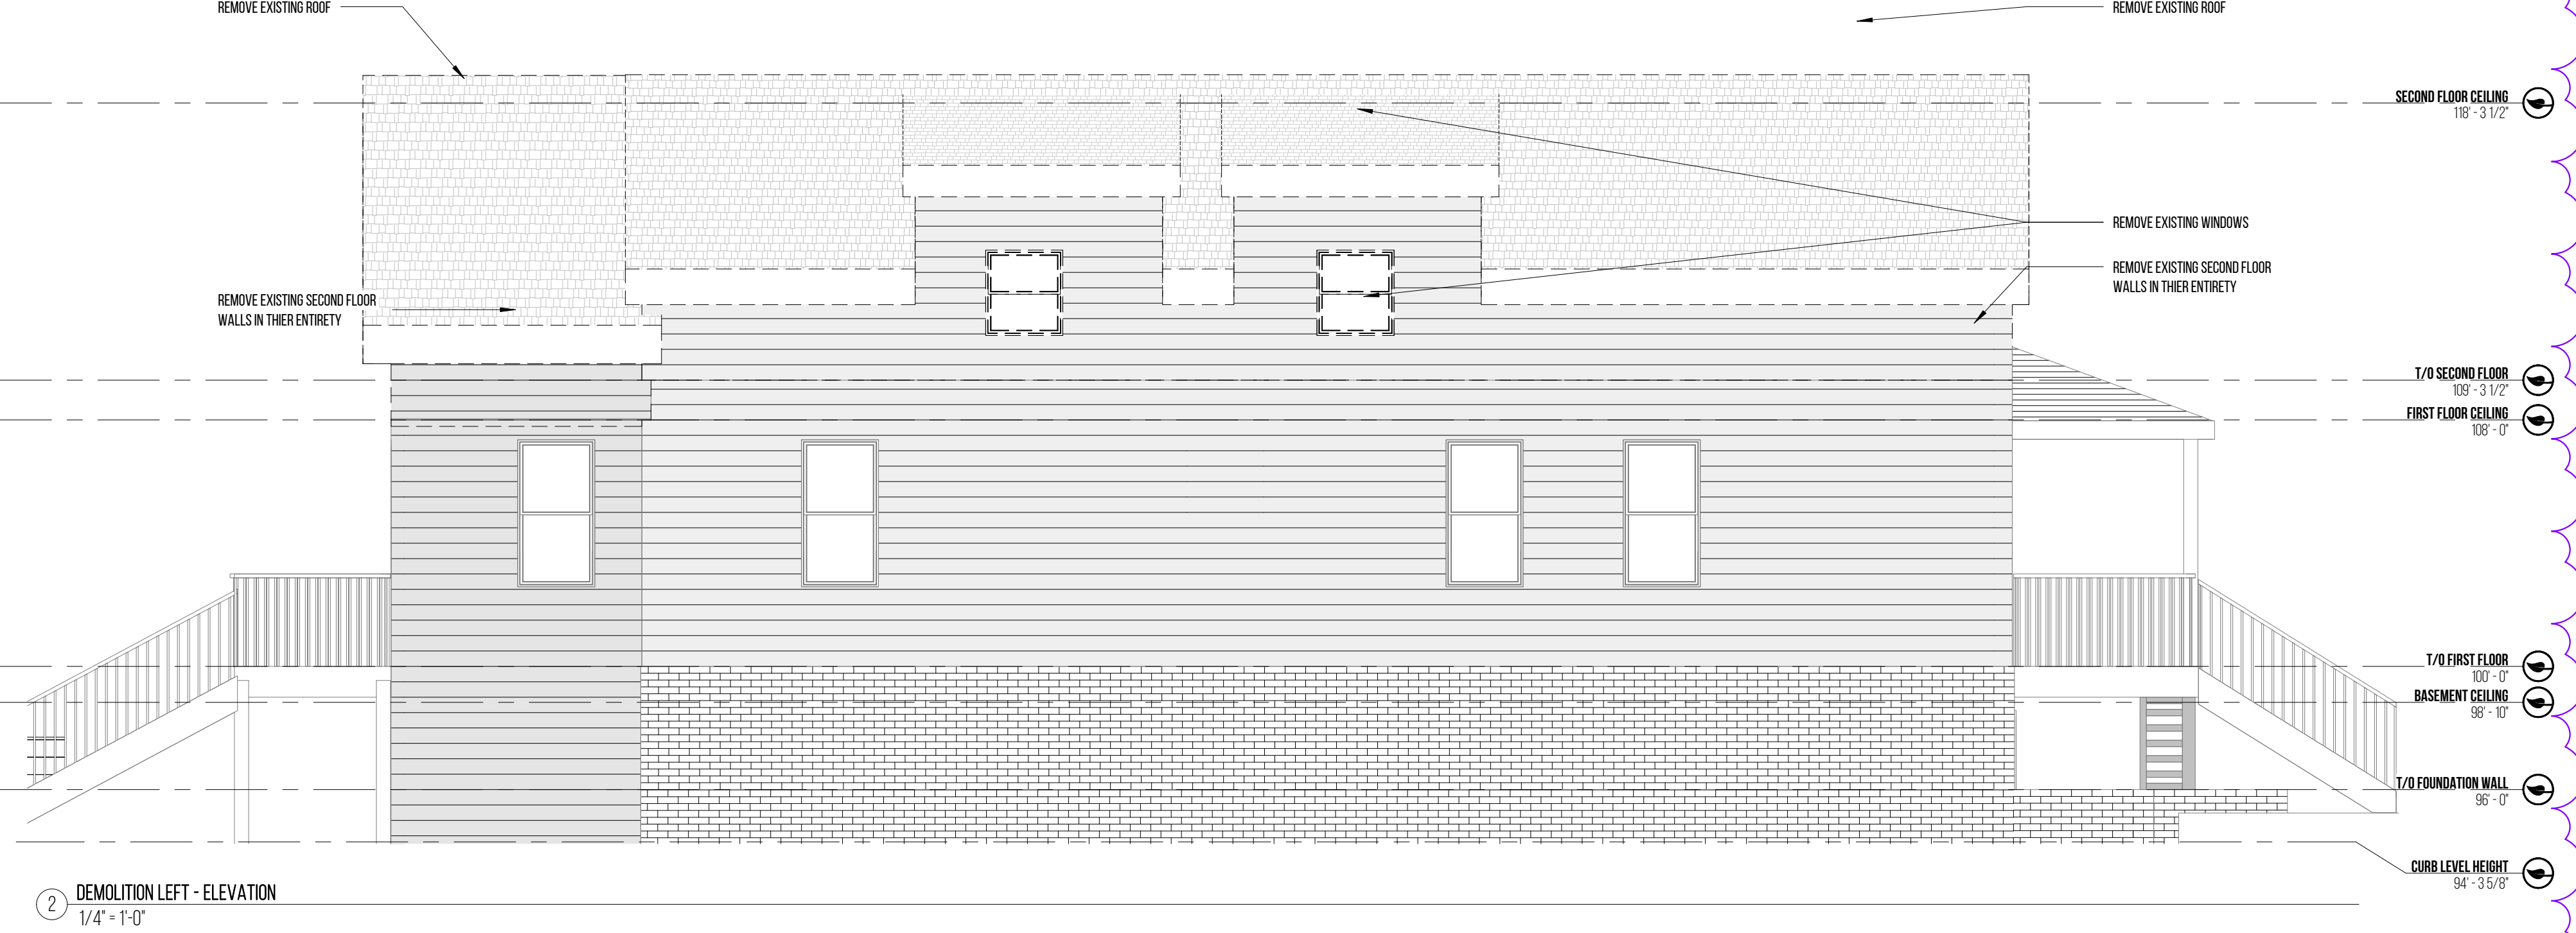 REMOVE EXISTING ROOF
REMOVE EXISTING ROOF
SECOND FLOOR CEILING
118' - 3 1/2"
REMOVE EXISTING WINDOWS
REMOVE EXISTING SECOND FLOOR
WALLS IN THIER ENTIRETY
REMOVE EXISTING SECOND FLOOR
WALLS IN THIER ENTIRETY
T/O SECOND FLOOR
109' - 3 1/2"
FIRST FLOOR CEILING
108' - 0"
T/O FIRST FLOOR
100' - 0"
BASEMENT CEILING
98' - 10"
T/O FOUNDATION WALL
96' - 0"
CURB LEVEL HEIGHT
94' - 3 5/8"
2
DEMOLITION LEFT - ELEVATION
1/4" = 1'-0"